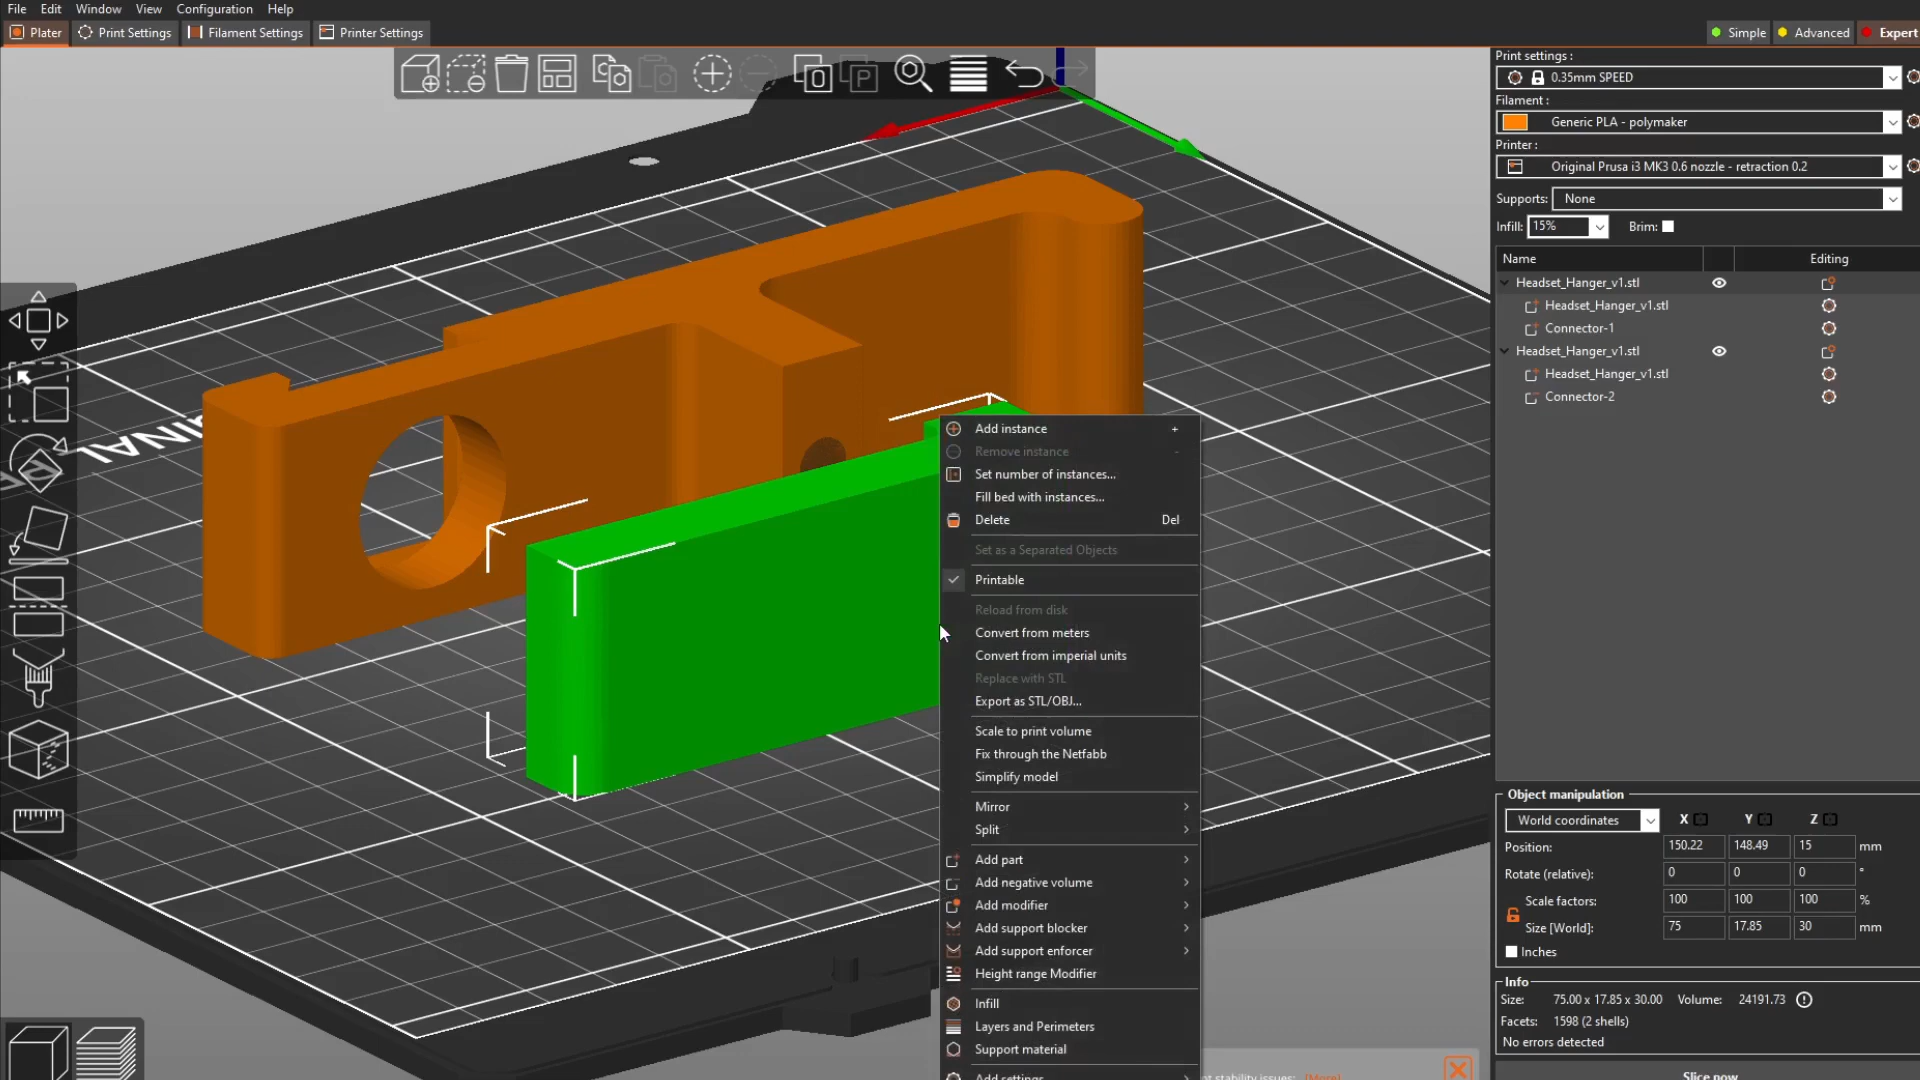 File Edit Window View Configuration Help
Plater Print Settings Filament Settings Printer Settings
Simple Advanced Expert
Print settings :
0.35mm SPEED
Filament :
Generic PLA - polymaker
Printer :
Original Prusa i3 MK3 0.6 nozzle - retraction 0.2
Supports: None
Infill: 15% Brim:
Name Editing
Headset_Hanger_v1.stl
Headset_Hanger_v1.stl
Connector-1
Headset_Hanger_v1.stl
Headset_Hanger_v1.stl
Connector-2
Add instance +
Remove instance -
Set number of instances...
Fill bed with instances...
Delete Del
Set as a Separated Objects
Printable
Reload from disk
Convert from meters
Convert from imperial units
Replace with STL
Export as STL/OBJ...
Scale to print volume
Fix through the Netfabb
Simplify model
Mirror
Split
Add part
Add negative volume
Add modifier
Add support blocker
Add support enforcer
Height range Modifier
Infill
Layers and Perimeters
Support material
Add settings
Object manipulation
World coordinates X Y Z
Position: 150.22 148.49 15 mm
Rotate (relative): 0 0 0 °
Scale factors: 100 100 100 %
Size [World]: 75 17.85 30 mm
Inches
Info
Size: 75.00 x 17.85 x 30.00 Volume: 24191.73
Facets: 1598 (2 shells)
No errors detected
Slice now
stability issues: [More]